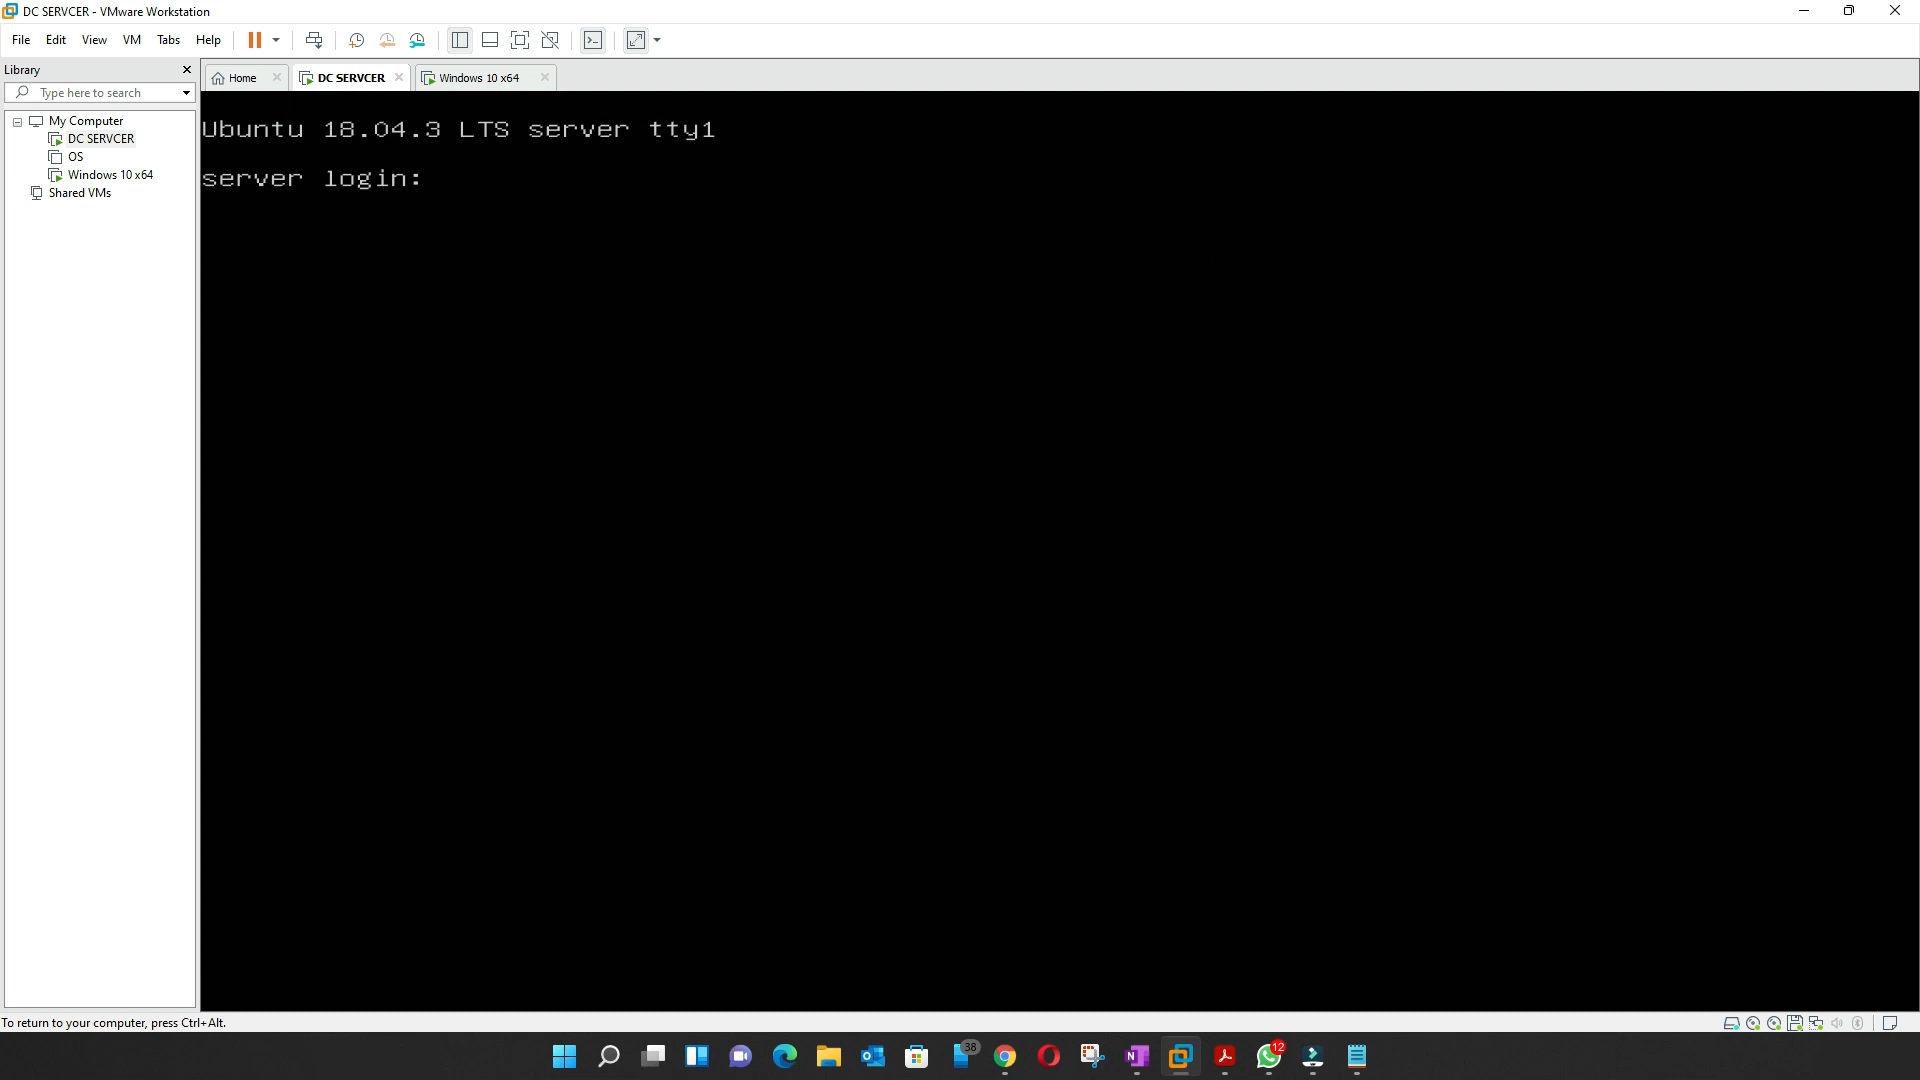 DC SERVCER - VMware Workstation
File Edit View VM Tabs Help
Library
Type here to search
My Computer
DC SERVCER
OS
Windows 10 x64
Shared VMs
Home
DC SERVCER
Windows 10 x64
Ubuntu 18.04.3 LTS server tty1
server login:
To return to your computer, press Ctrl+Alt.
38
12